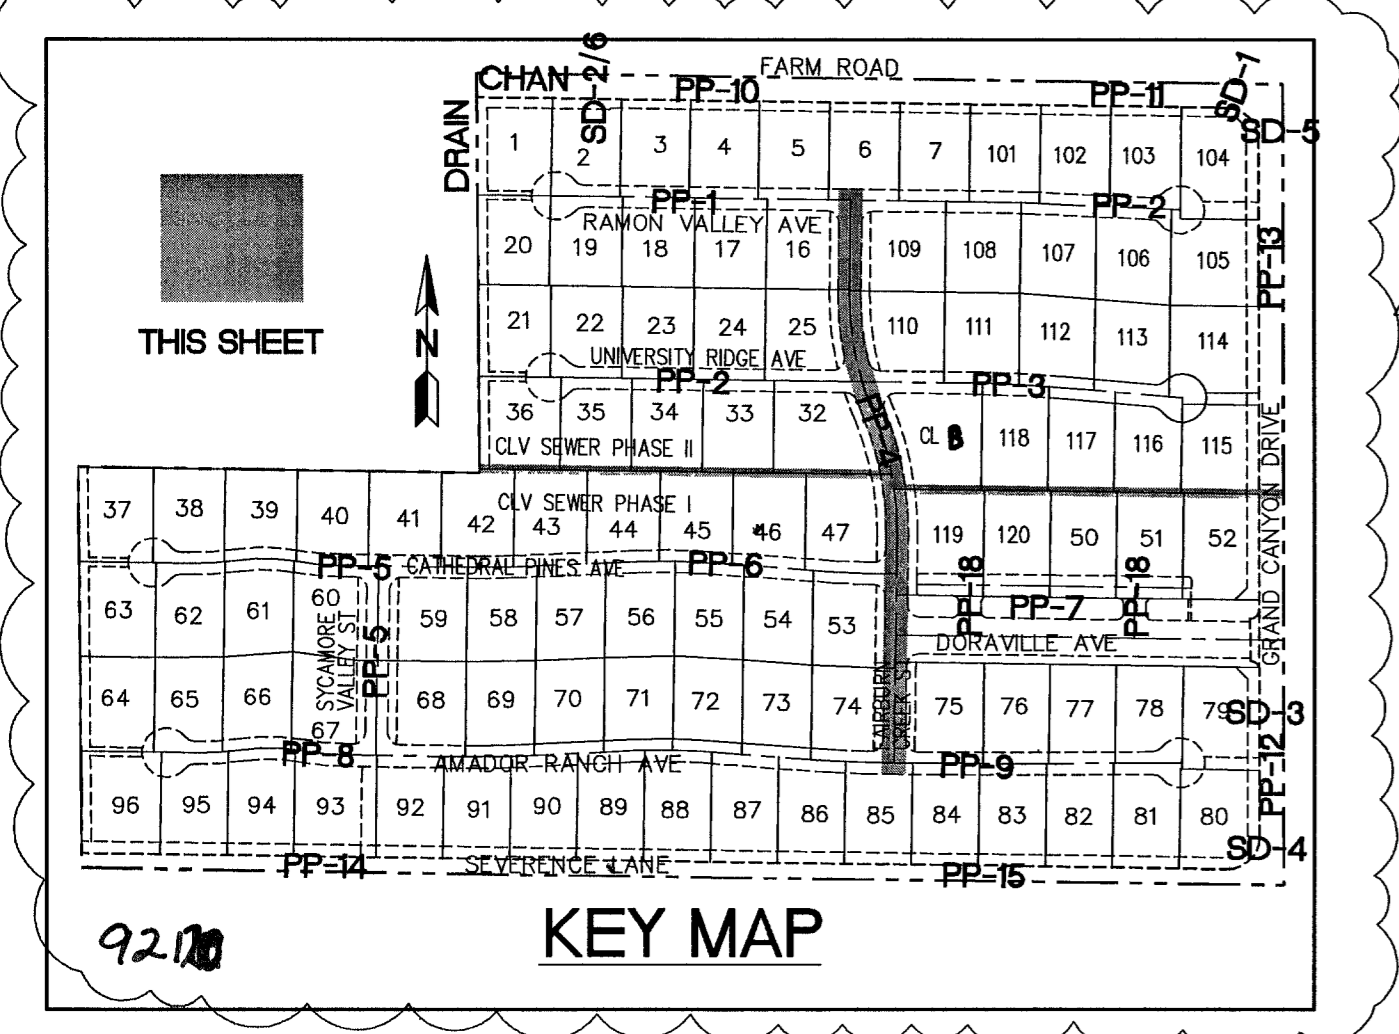 FARM ROAD
CHAN
SD-2/6
PP-10
PP-11
SD-1
SD-5
DRAIN
1 2 3 4 5 6 7 101 102 103 104
PP-1
PP-2
RAMON VALLEY AVE
20 19 18 17 16 109 108 107 106 105
PP-13
THIS SHEET
N
21 22 23 24 25 110 111 112 113 114
UNIVERSITY RIDGE AVE
PP-2
PP-3
36 35 34 33 32
PP-4
CL B 118 117 116 115
CLV SEWER PHASE II
GRAND CANYON DRIVE
CLV SEWER PHASE I
37 38 39 40 41 42 43 44 45 46 47 119 120 50 51 52
PP-5
CATHEDRAL PINES AVE
PP-6
PP-18
PP-7
PP-18
63 62 61 60 59 58 57 56 55 54 53
SYCAMORE
VALLEY ST
PP-5
DORAVILLE AVE
64 65 66 67 68 69 70 71 72 73 74
AIRBORN
CREEK ST
75 76 77 78 79
SD-3
PP-8
AMADOR RANCH AVE
PP-9
PP-12
96 95 94 93 92 91 90 89 88 87 86 85 84 83 82 81 80
SD-4
PP-14
SEVERENCE LANE
PP-15
KEY MAP